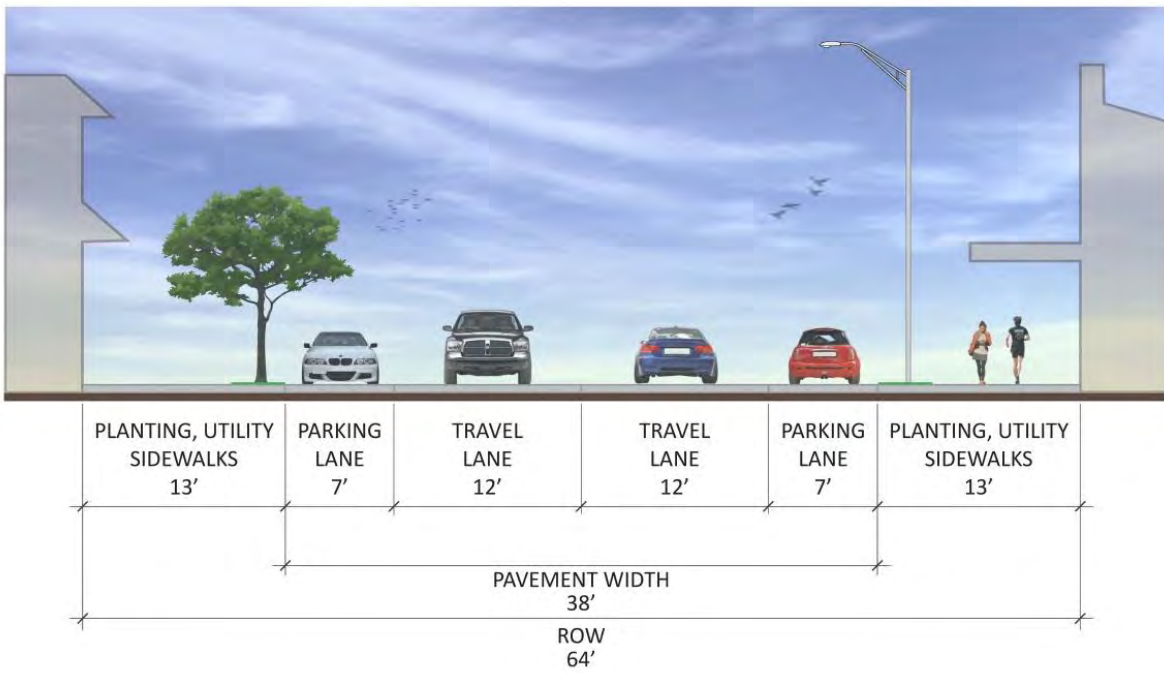 PLANTING, UTILITY
SIDEWALKS
13’
PARKING
LANE
7’
TRAVEL
LANE
12’
TRAVEL
LANE
12’
PARKING
LANE
7’
PLANTING, UTILITY
SIDEWALKS
13’
PAVEMENT WIDTH
38’
ROW
64’